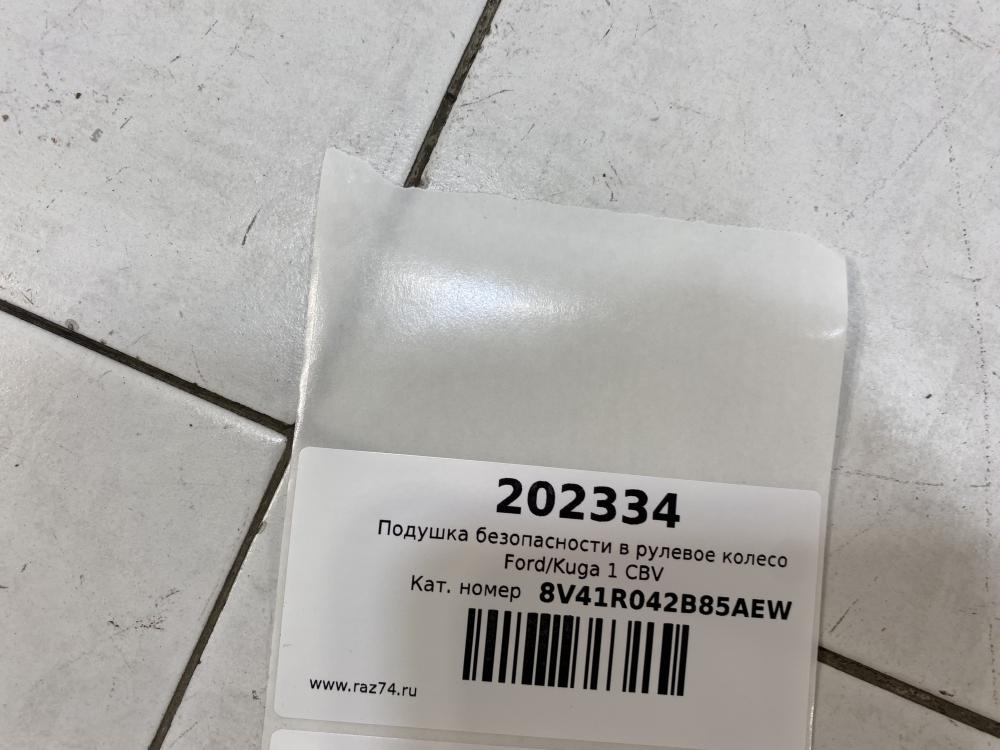 202334
Подушка безопасности в рулевое колесо
Ford/Kuga 1 CBV
Кат. номер 8V41R042B85AEW
www.raz74.ru